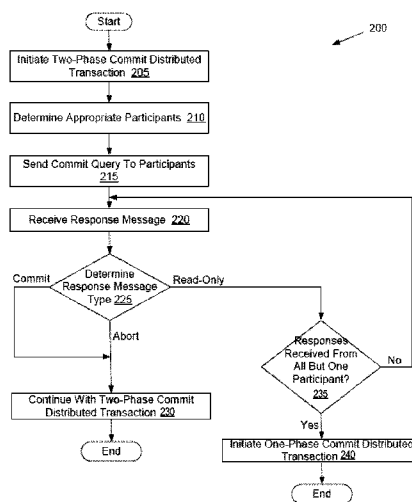 Start
200
Initiate Two-Phase Commit Distributed
Transaction 205
Determine Appropriate Participants 210
Send Commit Query To Participants
215
Receive Response Message 220
Commit
Determine
Response Message
Type 225
Read-Only
Abort
Responses
Received From
All But One
Participant?
235
No
Yes
Continue With Two-Phase Commit
Distributed Transaction 230
End
Initiate One-Phase Commit Distributed
Transaction 240
End